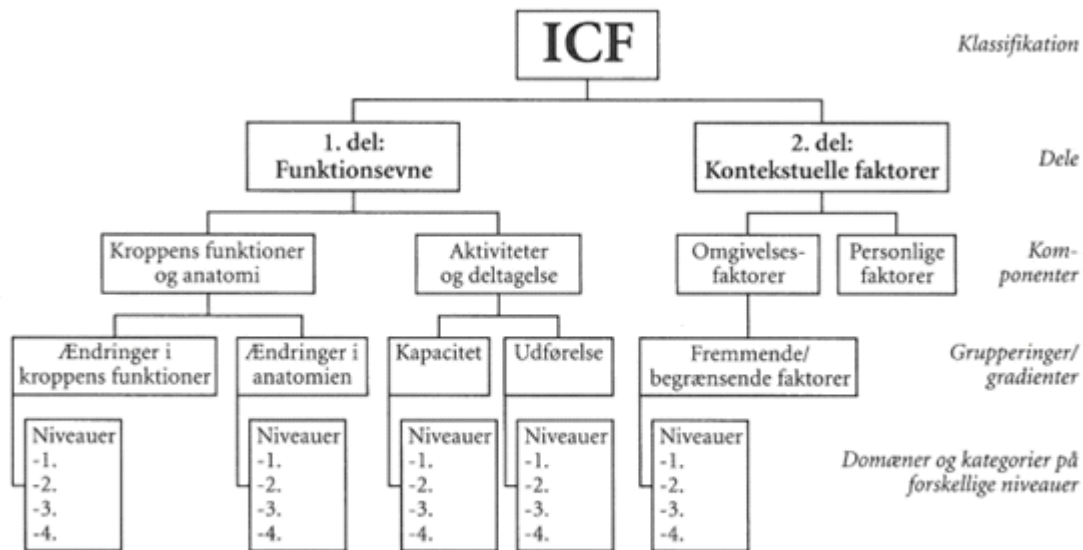 ICF
Klassifikation
1. del:
Funktionsevne
2. del:
Kontekstuelle faktorer
Dele
Kroppens funktioner
og anatomi
Aktiviteter
og deltagelse
Omgivelses-
faktorer
Personlige
faktorer
Kom-
ponenter
Ændringer i
kroppens funktioner
Ændringer i
anatomien
Kapacitet
Udførelse
Fremmende/
begrænsende faktorer
Grupperinger/
gradienter
Niveauer
-1.
-2.
-3.
-4.
Niveauer
-1.
-2.
-3.
-4.
Niveauer
-1.
-2.
-3.
-4.
Niveauer
-1.
-2.
-3.
-4.
Niveauer
-1.
-2.
-3.
-4.
Domæner og kategorier på
forskellige niveauer